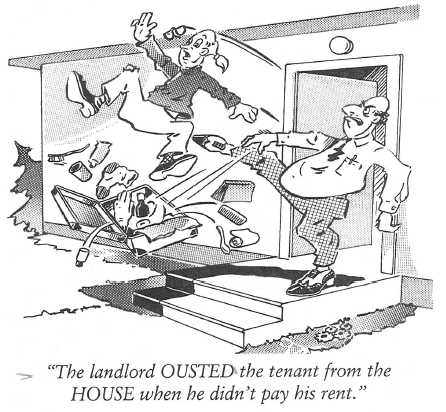 "The landlord OUSTED the tenant from the
HOUSE when he didn't pay his rent."